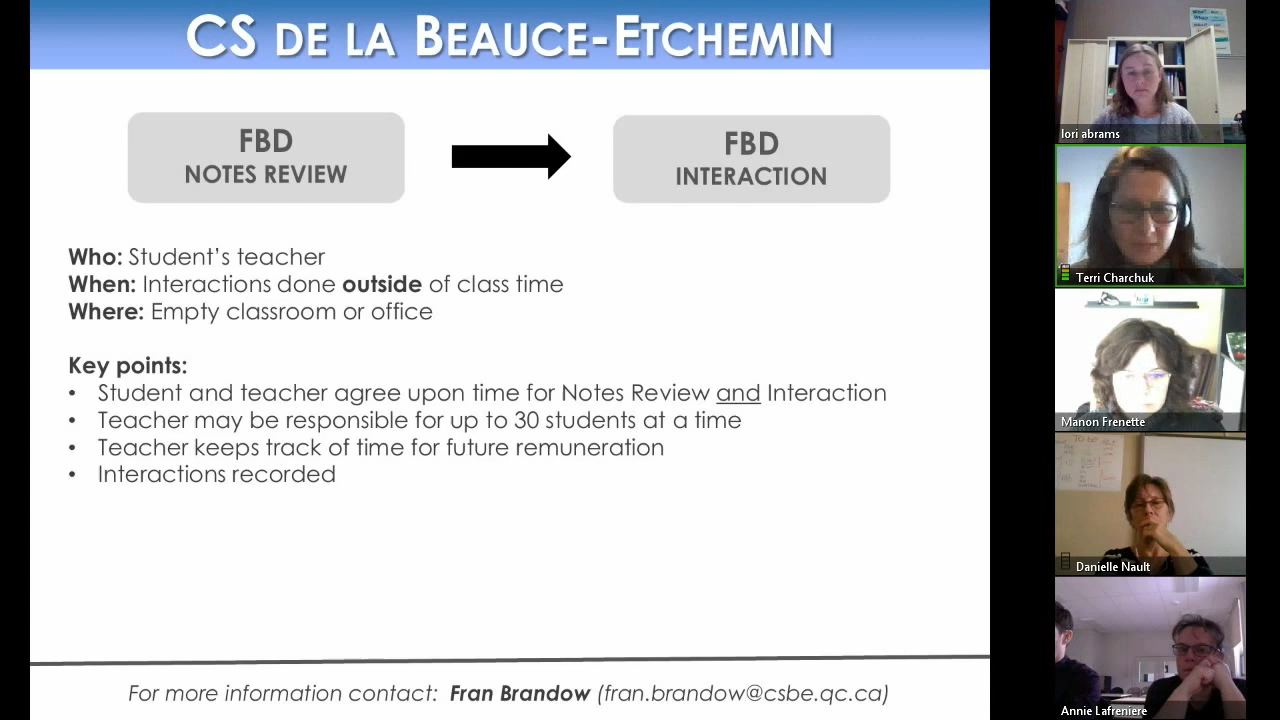 CS DE LA BEAUCE-ETCHEMIN
FBD
NOTES REVIEW
FBD
INTERACTION
Who: Student's teacher
When: Interactions done outside of class time
Where: Empty classroom or office
Key points:
• Student and teacher agree upon time for Notes Review and Interaction
• Teacher may be responsible for up to 30 students at a time
• Teacher keeps track of time for future remuneration
• Interactions recorded
For more information contact: Fran Brandow (fran.brandow@csbe.qc.ca)
lori abrams
Terri Charchuk
Manon Frenette
Danielle Nault
Annie Lafreniere